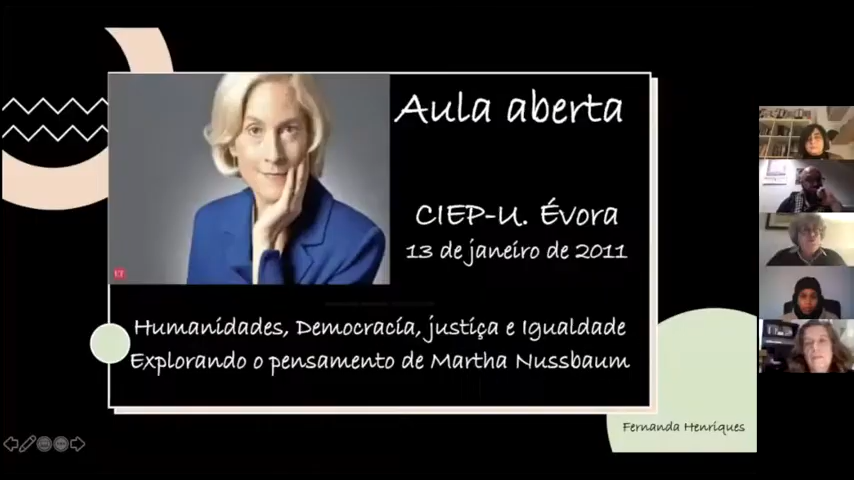 Aula aberta
CIEP-U. Évora
13 de janeiro de 2011
ET
Humanidades, Democracia, justiça e Igualdade
Explorando o pensamento de Martha Nussbaum
Fernanda Henriques